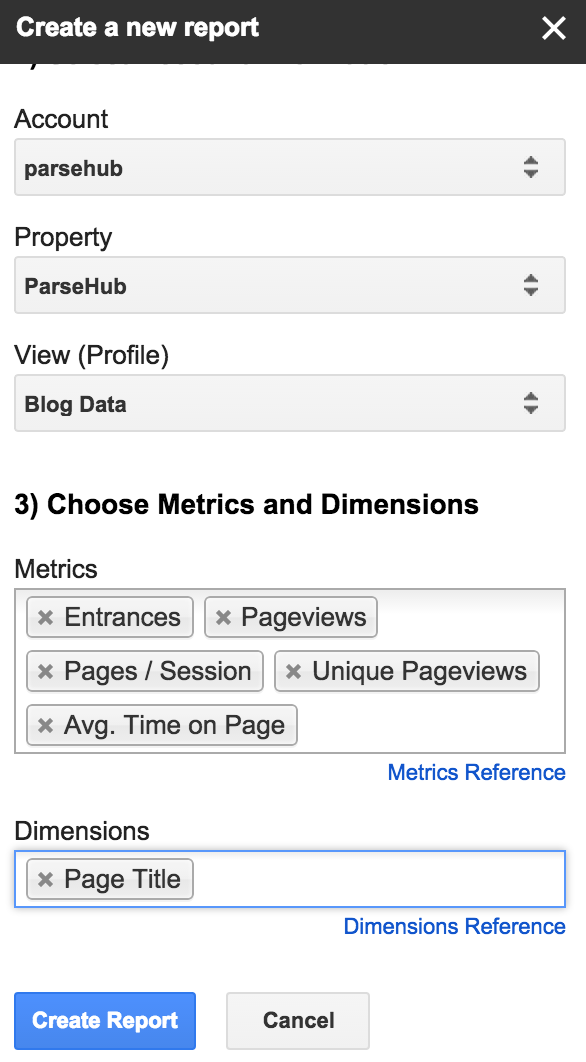 Create a new report
Account
parsehub
Property
ParseHub
View (Profile)
Blog Data
3) Choose Metrics and Dimensions
Metrics
Entrances Pageviews
Pages / Session Unique Pageviews
Avg. Time on Page
Metrics Reference
Dimensions
Page Title
Dimensions Reference
Create Report Cancel